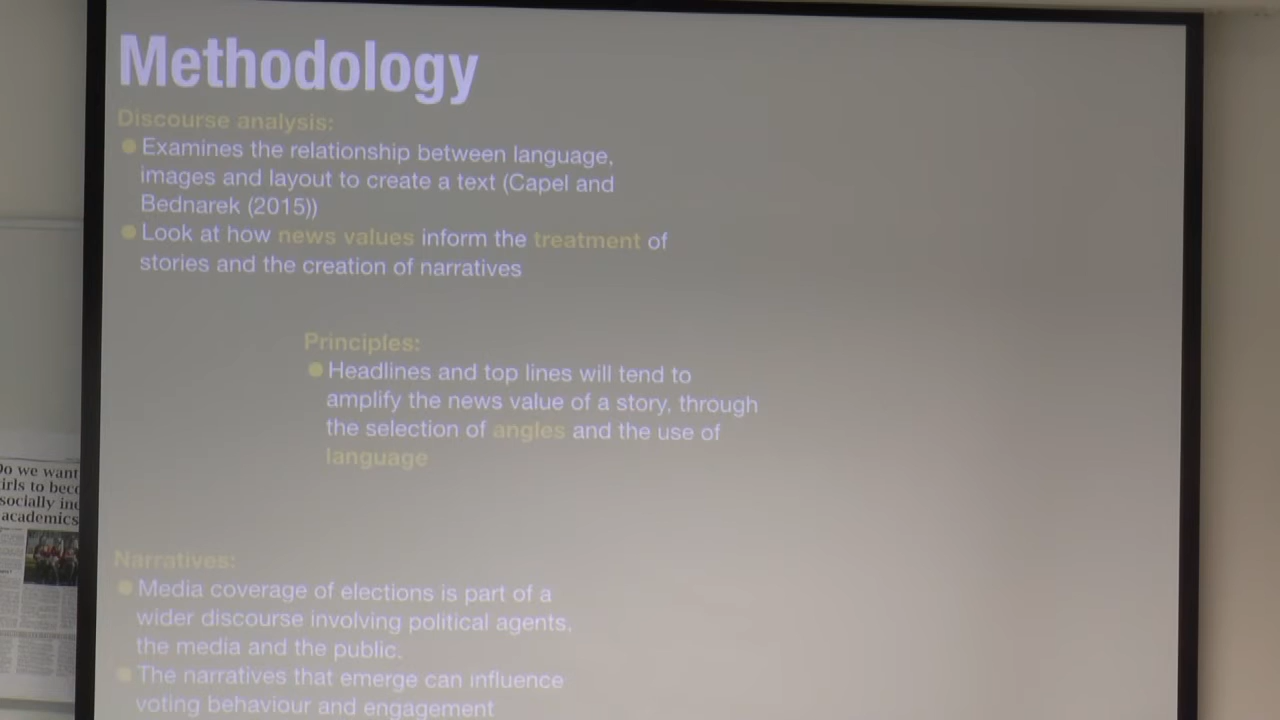 Methodology
Discourse analysis:
Examines the relationship between language,
images and layout to create a text (Capel and
Bednarek (2015))
Look at how news values inform the treatment of
stories and the creation of narratives
Principles:
Headlines and top lines will tend to
amplify the news value of a story, through
the selection of angles and the use of
language
Narratives:
Media coverage of elections is part of a
wider discourse involving political agents,
the media and the public.
The narratives that emerge can influence
voting behaviour and engagement
Do we want
socially
academics